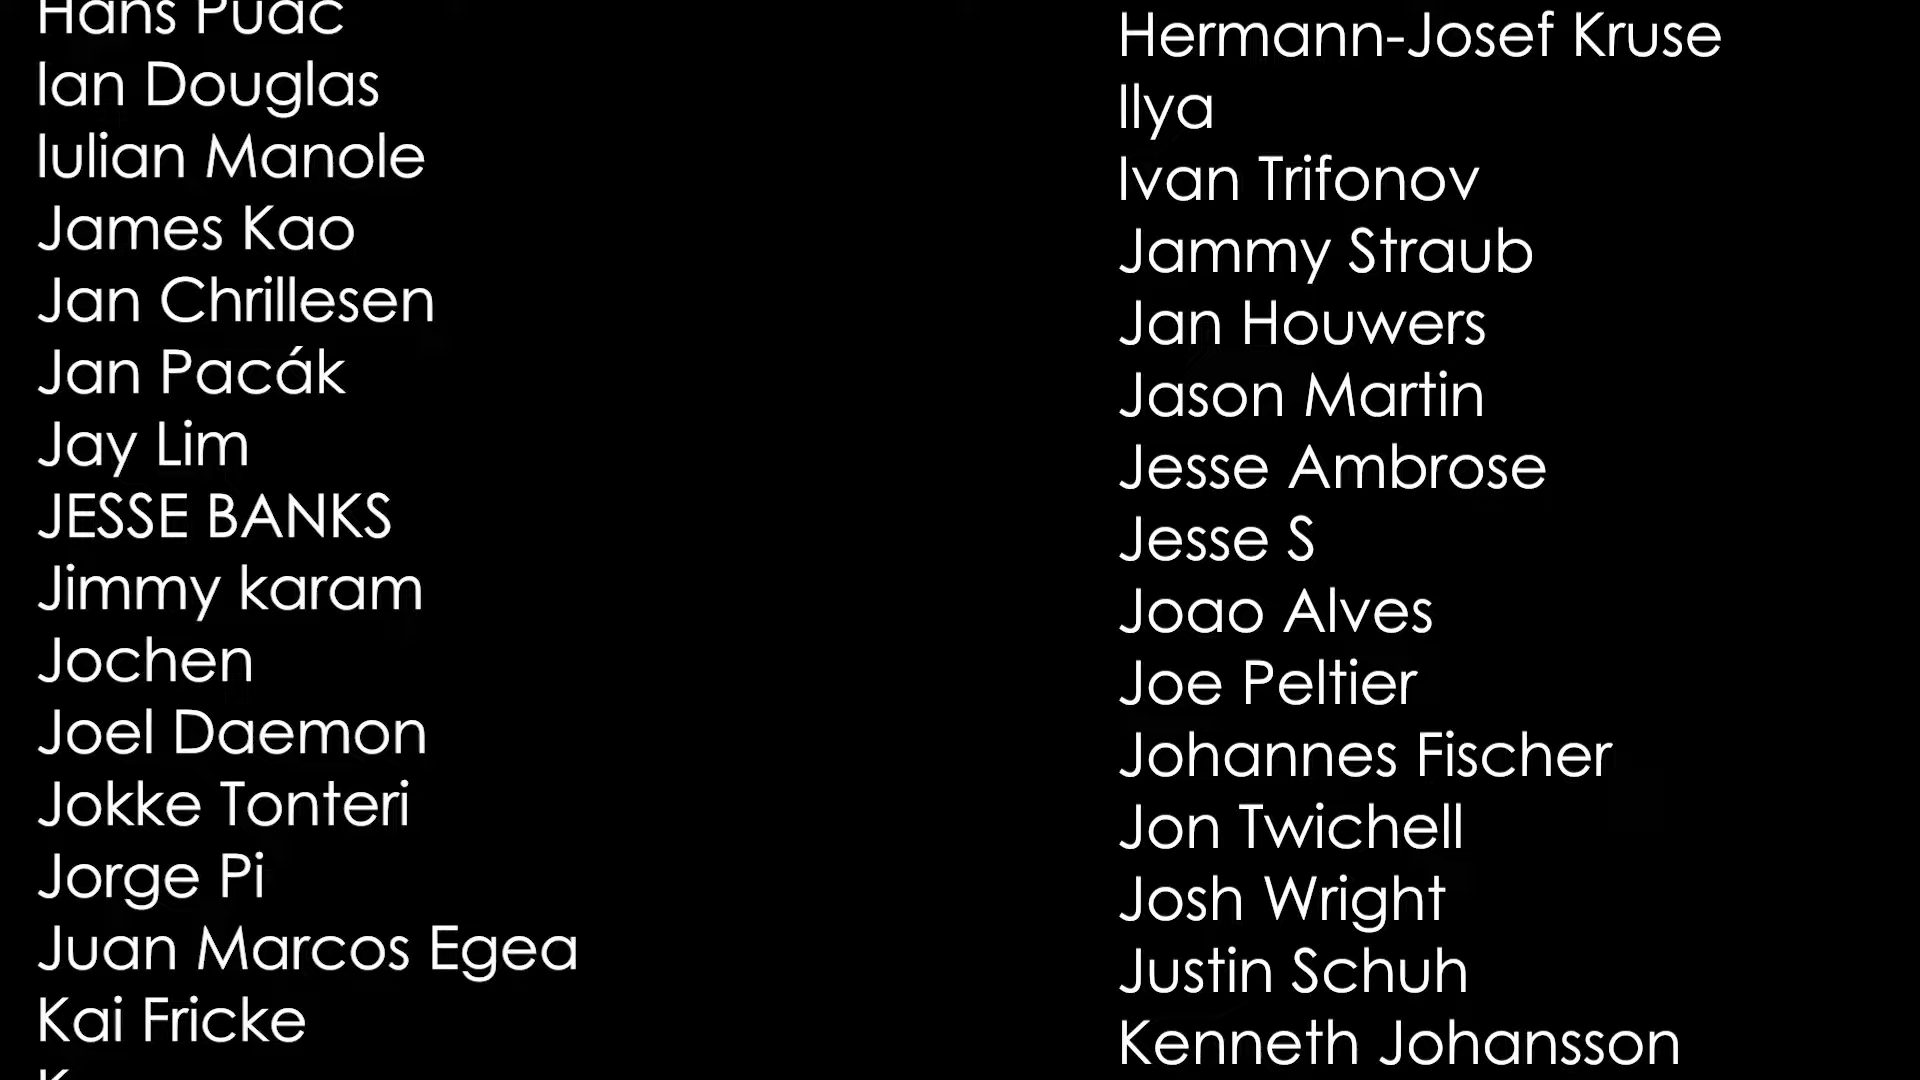 Hans Puac
Ian Douglas
Iulian Manole
James Kao
Jan Chrillesen
Jan Pacák
Jay Lim
JESSE BANKS
Jimmy karam
Jochen
Joel Daemon
Jokke Tonteri
Jorge Pi
Juan Marcos Egea
Kai Fricke
Hermann-Josef Kruse
Ilya
Ivan Trifonov
Jammy Straub
Jan Houwers
Jason Martin
Jesse Ambrose
Jesse S
Joao Alves
Joe Peltier
Johannes Fischer
Jon Twichell
Josh Wright
Justin Schuh
Kenneth Johansson